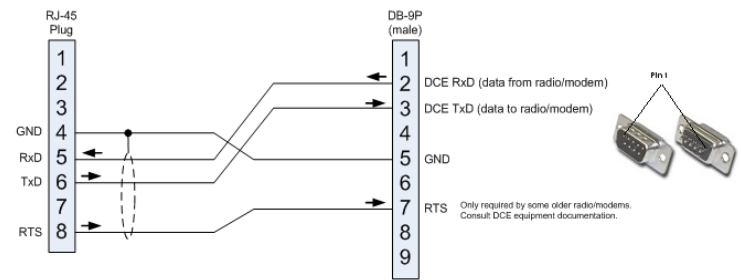 RJ-45
Plug
DB-9P
(male)
1
2
3
GND 4
RxD 5
TxD 6
7
RTS 8
1
2 DCE RxD (data from radio/modem)
3 DCE TxD (data to radio/modem)
4
5 GND
6
7 RTS Only required by some older radio/modems.
Consult DCE equipment documentation.
8
9
Pin 1